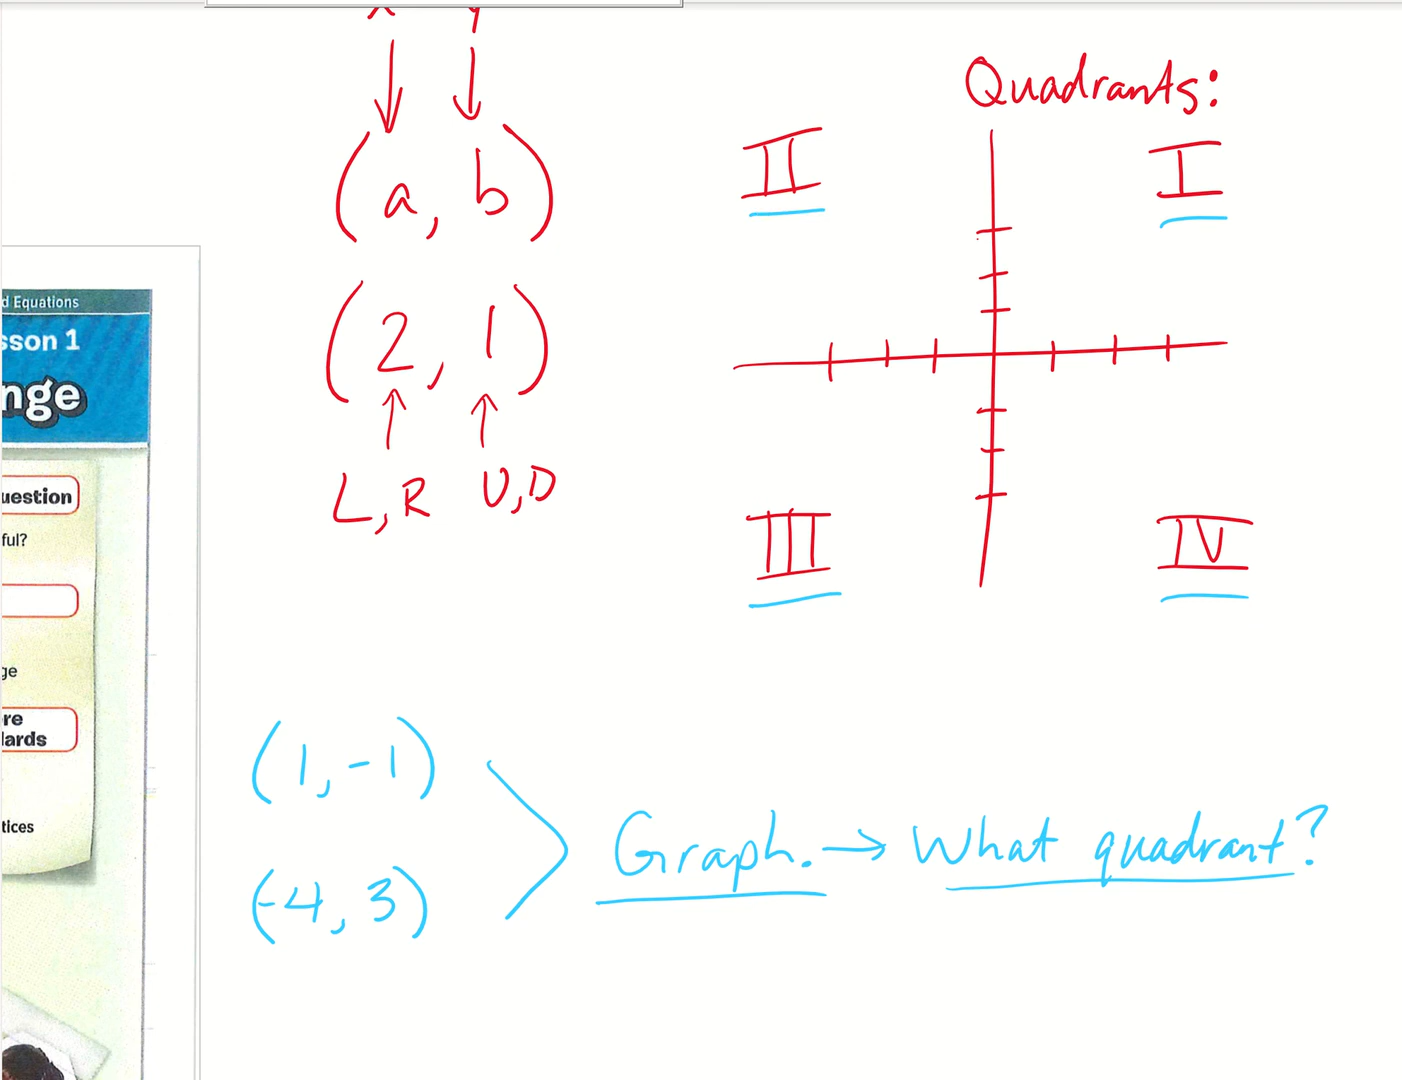 Quadrants:
(a, b)
II
I
(2, 1)
L, R U, D
III
IV
(1, -1)
(-4, 3)
Graph. → What quadrant?
d Equations
sson 1
nge
uestion
ful?
ge
re
lards
tices